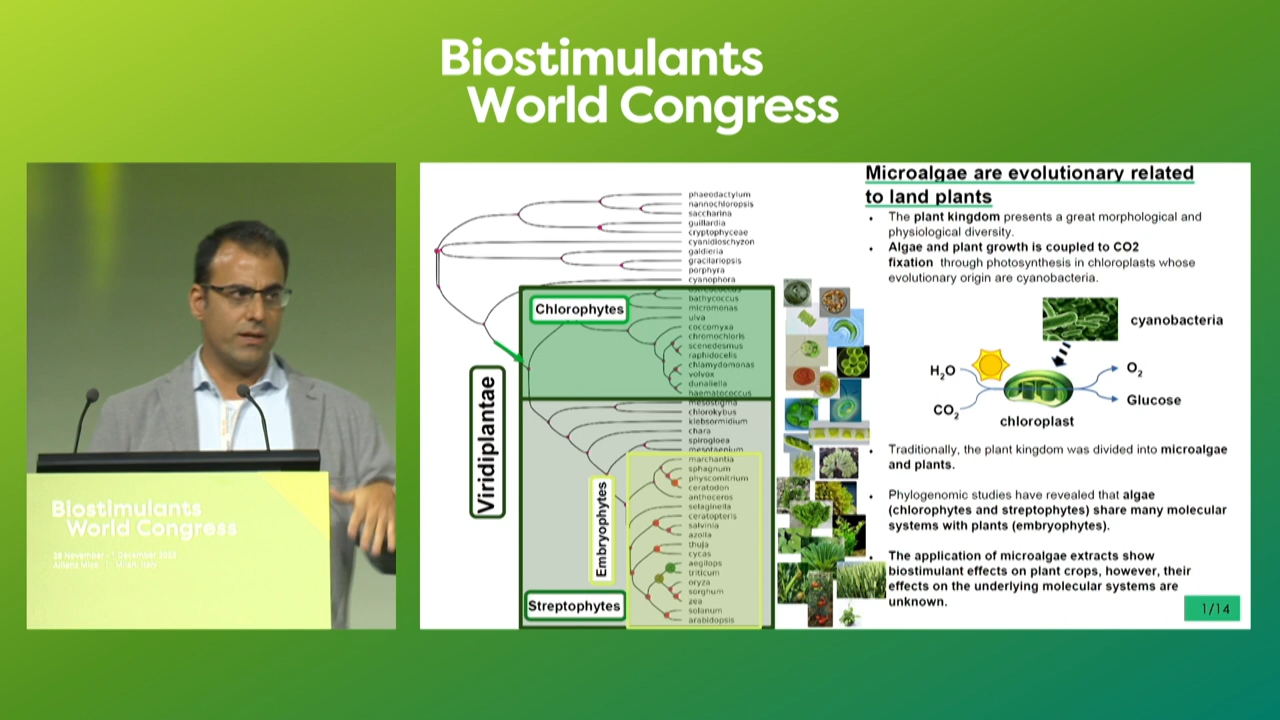 Biostimulants
World Congress
Biostimulants
World Congress
phaeodactylum
nannochloropsis
saccharina
guillardia
cryptophyceae
cyanidioschyzon
galdieria
gracilariopsis
porphyra
cyanophora
bathycoccus
micromonas
ulva
coccomyxa
chromochloris
scenedesmus
raphidocelis
chlamydomonas
volvox
dunaliella
haematococcus
mesostigma
chlorokybus
klebsormidium
chara
spirogloea
mesotaenium
marchantia
sphagnum
physcomitrium
ceratodon
anthoceros
selaginella
ceratopteris
salvinia
azolla
thuja
cycas
aegilops
triticum
oryza
sorghum
zea
solanum
arabidopsis
Chlorophytes
Viridiplantae
Embryophytes
Streptophytes
Microalgae are evolutionary related
to land plants
• The plant kingdom presents a great morphological and
physiological diversity.
• Algae and plant growth is coupled to CO2
fixation through photosynthesis in chloroplasts whose
evolutionary origin are cyanobacteria.
cyanobacteria
H2O
O2
CO2
Glucose
chloroplast
• Traditionally, the plant kingdom was divided into microalgae
and plants.
• Phylogenomic studies have revealed that algae
(chlorophytes and streptophytes) share many molecular
systems with plants (embryophytes).
• The application of microalgae extracts show
biostimulant effects on plant crops, however, their
effects on the underlying molecular systems are
unknown.
1/14